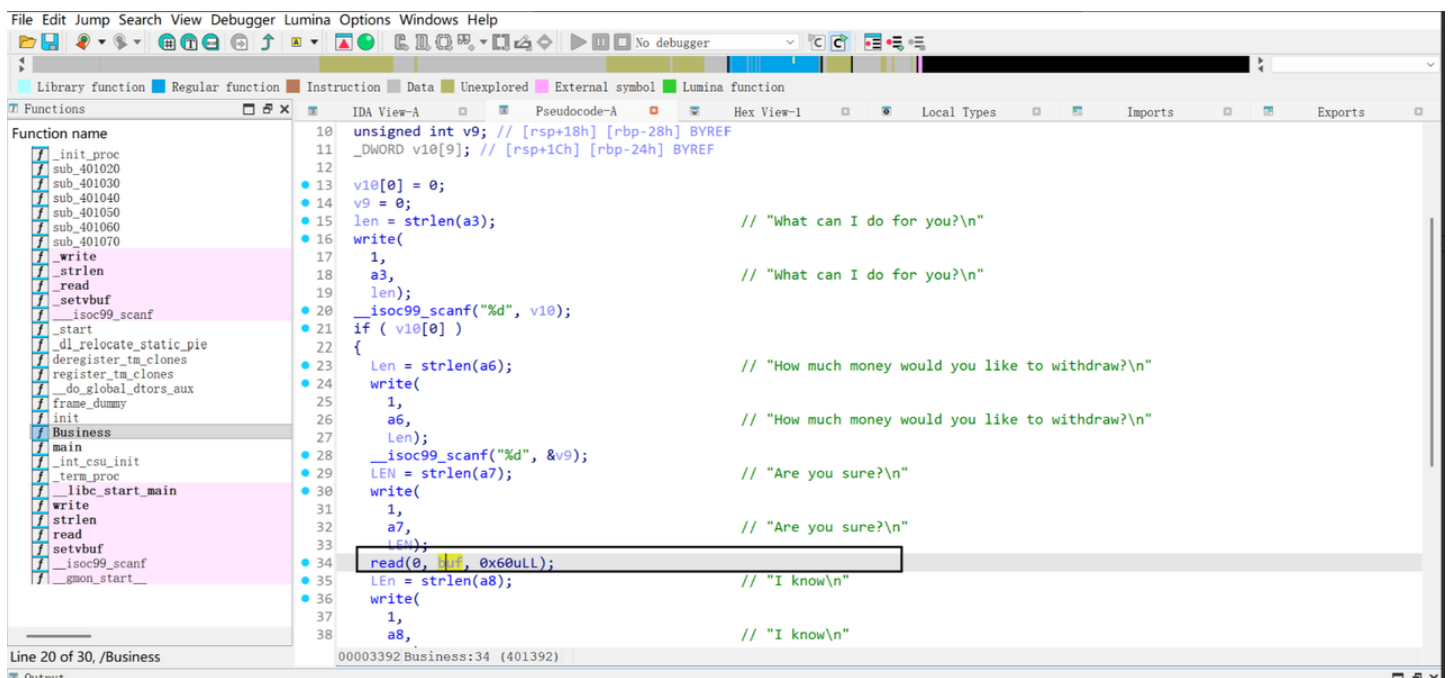 File Edit Jump Search View Debugger Lumina Options Windows Help
No debugger
Library function Regular function Instruction Data Unexplored External symbol Lumina function
Functions
IDA View-A Pseudocode-A Hex View-1 Local Types Imports Exports
Function name
_init_proc
sub_401020
sub_401030
sub_401040
sub_401050
sub_401060
sub_401070
_write
_strlen
_read
_setvbuf
___isoc99_scanf
_start
_dl_relocate_static_pie
deregister_tm_clones
register_tm_clones
__do_global_dtors_aux
frame_dummy
init
Business
main
_int_csu_init
_term_proc
__libc_start_main
write
strlen
read
setvbuf
__isoc99_scanf
__gmon_start__
Line 20 of 30, /Business
10 unsigned int v9; // [rsp+18h] [rbp-28h] BYREF
11 _DWORD v10[9]; // [rsp+1Ch] [rbp-24h] BYREF
12
13 v10[0] = 0;
14 v9 = 0;
15 len = strlen(a3); // "What can I do for you?\n"
16 write(
17 1,
18 a3, // "What can I do for you?\n"
19 len);
20 __isoc99_scanf("%d", v10);
21 if ( v10[0] )
22 {
23 Len = strlen(a6); // "How much money would you like to withdraw?\n"
24 write(
25 1,
26 a6, // "How much money would you like to withdraw?\n"
27 Len);
28 __isoc99_scanf("%d", &v9);
29 LEN = strlen(a7); // "Are you sure?\n"
30 write(
31 1,
32 a7, // "Are you sure?\n"
33 LEN);
34 read(0, buf, 0x60uLL);
35 LEn = strlen(a8); // "I know\n"
36 write(
37 1,
38 a8, // "I know\n"
00003392 Business:34 (401392)
Output